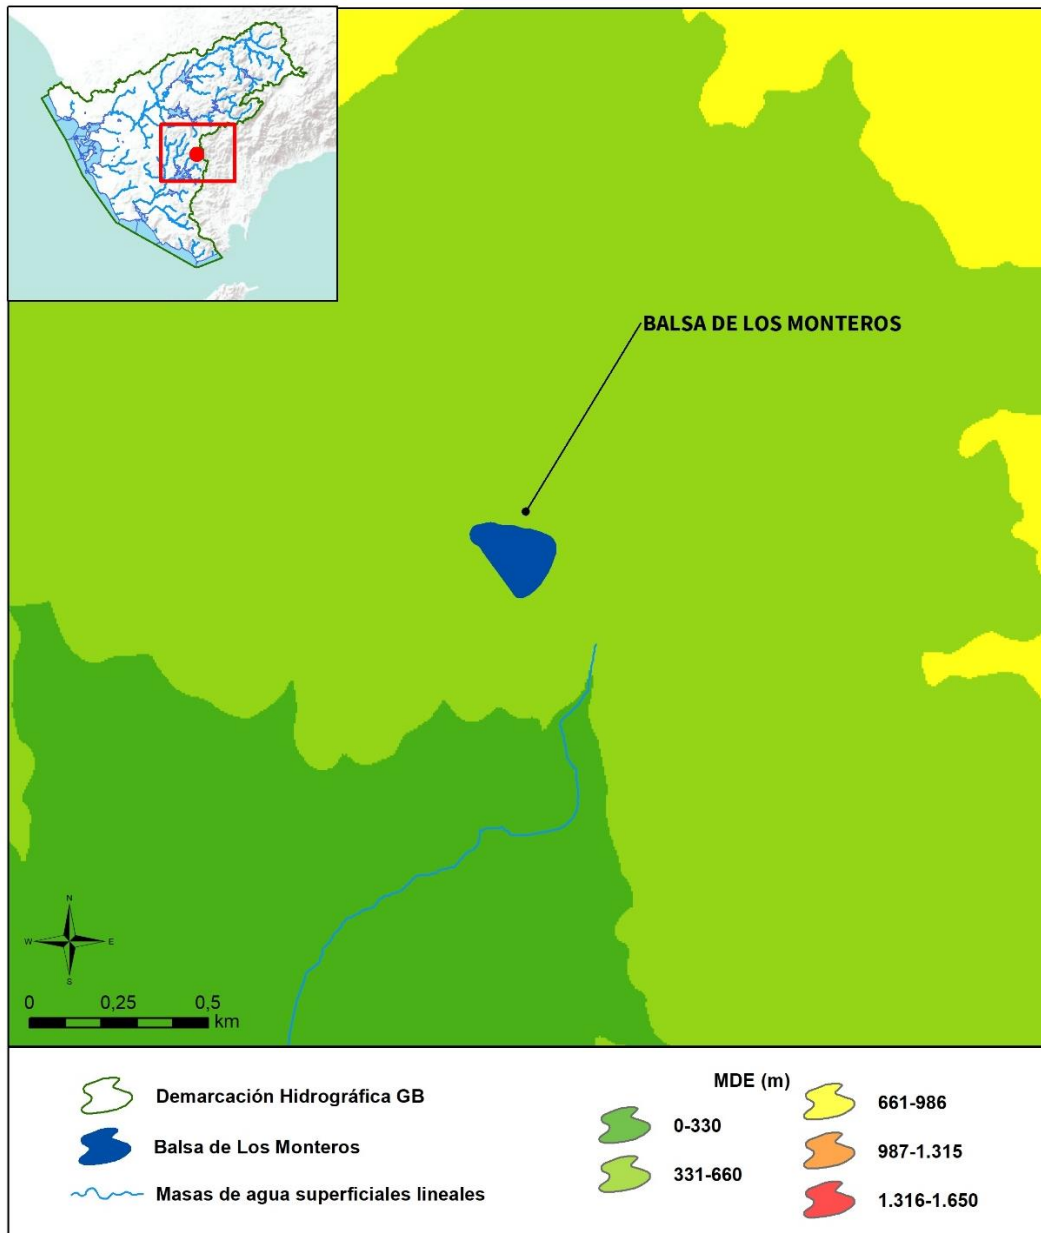 BALSA DE LOS MONTEROS
N
W E
S
0 0,25 0,5
km
MDE (m)
Demarcación Hidrográfica GB
Balsa de Los Monteros
Masas de agua superficiales lineales
0-330
331-660
661-986
987-1.315
1.316-1.650